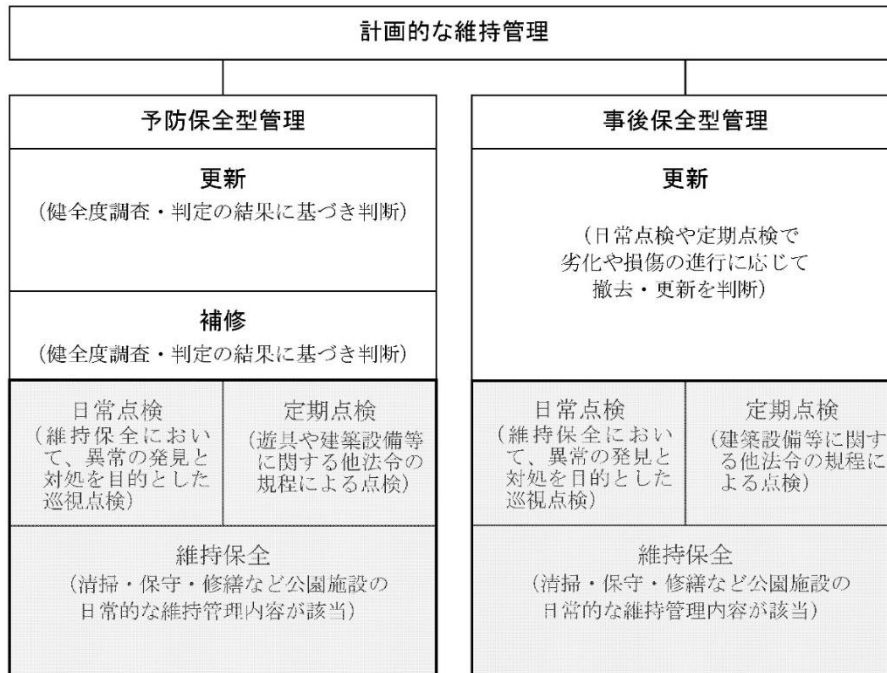 計画的な維持管理
予防保全型管理
更新
(健全度調査・判定の結果に基づき判断)
補修
(健全度調査・判定の結果に基づき判断)
日常点検
(維持保全において、異常の発見と
対処を目的とした
巡視点検)
定期点検
(遊具や建築設備等
に関する他法令の
規程による点検)
維持保全
(清掃・保守・修繕など公園施設の
日常的な維持管理内容が該当)
事後保全型管理
更新
(日常点検や定期点検で
劣化や損傷の進行に応じて
撤去・更新を判断)
日常点検
(維持保全において、異常の発見と
対処を目的とした
巡視点検)
定期点検
(建築設備等に関す
る他法令の規程に
よる点検)
維持保全
(清掃・保守・修繕など公園施設の
日常的な維持管理内容が該当)